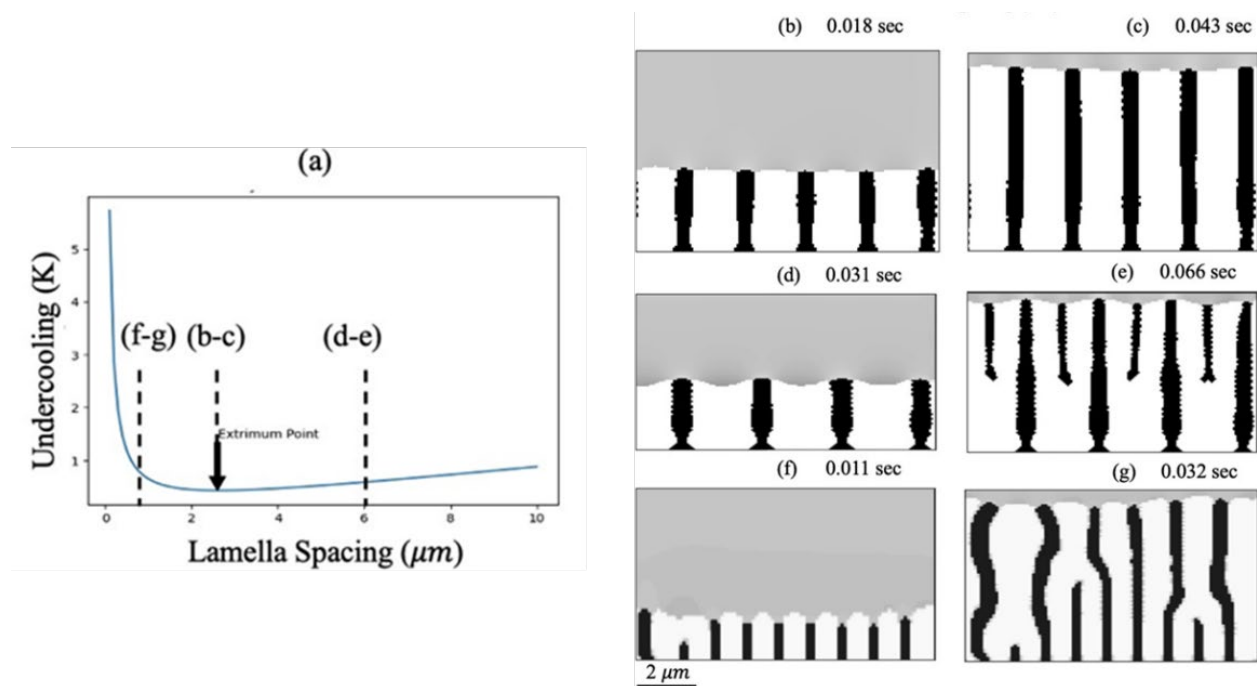 (a)
5
4
3
2
1
Undercooling (K)
(f-g) (b-c) (d-e)
Extrimum Point
0 2 4 6 8 10
Lamella Spacing (μm)
(b) 0.018 sec
(c) 0.043 sec
(d) 0.031 sec
(e) 0.066 sec
(f) 0.011 sec
(g) 0.032 sec
2 μm